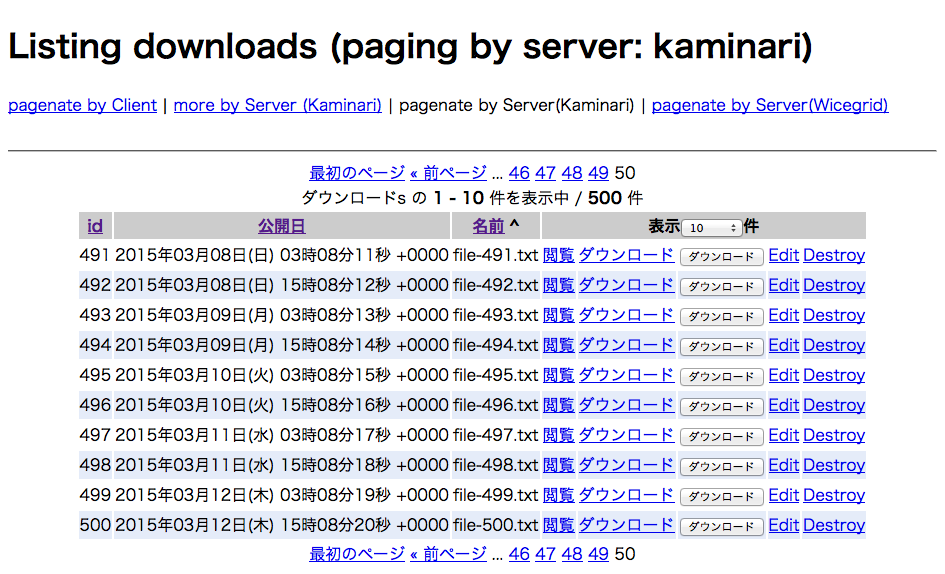 Listing downloads (paging by server: kaminari)
pagenate by Client | more by Server (Kaminari) | pagenate by Server(Kaminari) | pagenate by Server(Wicegrid)
最初のページ « 前ページ ... 46 47 48 49 50
ダウンロードs の 1 - 10 件を表示中 / 500 件
id 公開日 名前 ^ 表示 10 件
491 2015年03月08日(日) 03時08分11秒 +0000 file-491.txt 閲覧 ダウンロード ダウンロード Edit Destroy
492 2015年03月08日(日) 15時08分12秒 +0000 file-492.txt 閲覧 ダウンロード ダウンロード Edit Destroy
493 2015年03月09日(月) 03時08分13秒 +0000 file-493.txt 閲覧 ダウンロード ダウンロード Edit Destroy
494 2015年03月09日(月) 15時08分14秒 +0000 file-494.txt 閲覧 ダウンロード ダウンロード Edit Destroy
495 2015年03月10日(火) 03時08分15秒 +0000 file-495.txt 閲覧 ダウンロード ダウンロード Edit Destroy
496 2015年03月10日(火) 15時08分16秒 +0000 file-496.txt 閲覧 ダウンロード ダウンロード Edit Destroy
497 2015年03月11日(水) 03時08分17秒 +0000 file-497.txt 閲覧 ダウンロード ダウンロード Edit Destroy
498 2015年03月11日(水) 15時08分18秒 +0000 file-498.txt 閲覧 ダウンロード ダウンロード Edit Destroy
499 2015年03月12日(木) 03時08分19秒 +0000 file-499.txt 閲覧 ダウンロード ダウンロード Edit Destroy
500 2015年03月12日(木) 15時08分20秒 +0000 file-500.txt 閲覧 ダウンロード ダウンロード Edit Destroy
最初のページ « 前ページ ... 46 47 48 49 50